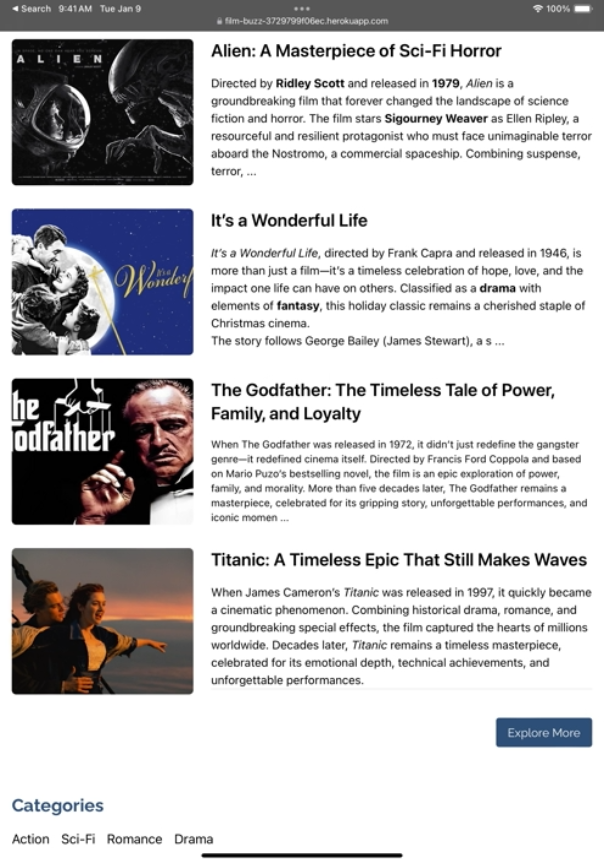 Search 9:41 AM Tue Jan 9
100%
film-buzz-3729799f06ec.herokuapp.com
ALIEN
Alien: A Masterpiece of Sci-Fi Horror
Directed by Ridley Scott and released in 1979, Alien is a
groundbreaking film that forever changed the landscape of science
fiction and horror. The film stars Sigourney Weaver as Ellen Ripley, a
resourceful and resilient protagonist who must face unimaginable terror
aboard the Nostromo, a commercial spaceship. Combining suspense,
terror, ...
It's a
Wonderf
It’s a Wonderful Life
It’s a Wonderful Life, directed by Frank Capra and released in 1946, is
more than just a film—it’s a timeless celebration of hope, love, and the
impact one life can have on others. Classified as a drama with
elements of fantasy, this holiday classic remains a cherished staple of
Christmas cinema.
The story follows George Bailey (James Stewart), a s ...
he
odfather
The Godfather: The Timeless Tale of Power,
Family, and Loyalty
When The Godfather was released in 1972, it didn’t just redefine the gangster
genre—it redefined cinema itself. Directed by Francis Ford Coppola and based
on Mario Puzo’s bestselling novel, the film is an epic exploration of power,
family, and morality. More than five decades later, The Godfather remains a
masterpiece, celebrated for its gripping story, unforgettable performances, and
iconic momen ...
Titanic: A Timeless Epic That Still Makes Waves
When James Cameron’s Titanic was released in 1997, it quickly became
a cinematic phenomenon. Combining historical drama, romance, and
groundbreaking special effects, the film captured the hearts of millions
worldwide. Decades later, Titanic remains a timeless masterpiece,
celebrated for its emotional depth, technical achievements, and
unforgettable performances.
Explore More
Categories
Action Sci-Fi Romance Drama